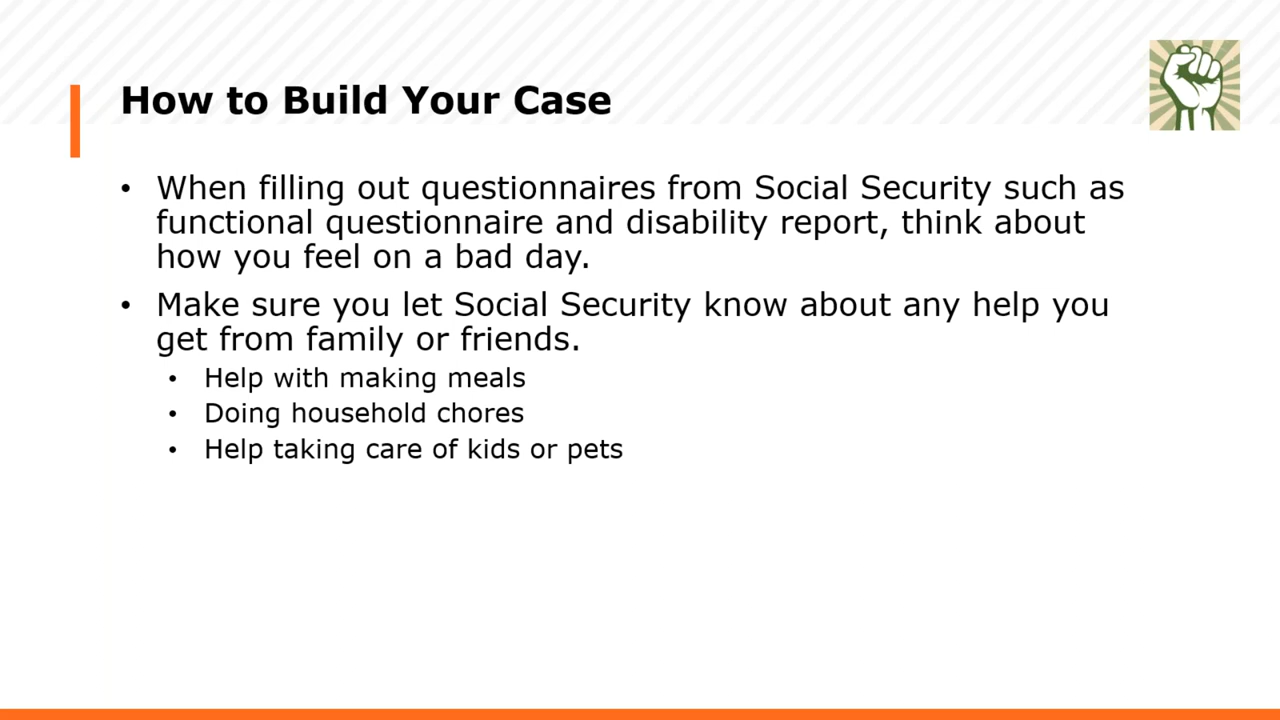 How to Build Your Case
• When filling out questionnaires from Social Security such as
functional questionnaire and disability report, think about
how you feel on a bad day.
• Make sure you let Social Security know about any help you
get from family or friends.
• Help with making meals
• Doing household chores
• Help taking care of kids or pets